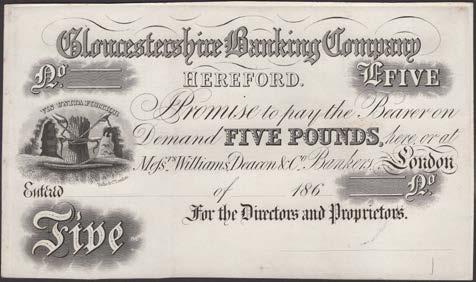 Gloucestershire Banking Company
No. HEREFORD. £FIVE
VIS UNITA FORTIOR
Promise to pay the Bearer on
Demand FIVE POUNDS, here, or at
Messrs. Williams, Deacon & Co. Bankers, London
Enterd of 186 No.
Five For the Directors and Proprietors.